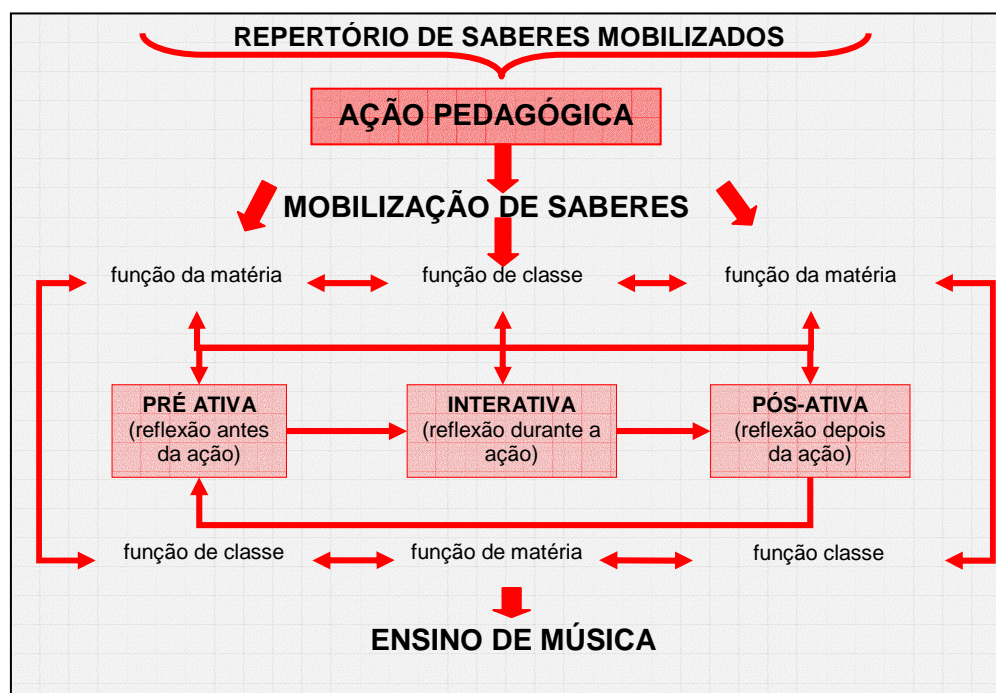 REPERTÓRIO DE SABERES MOBILIZADOS
AÇÃO PEDAGÓGICA
MOBILIZAÇÃO DE SABERES
função da matéria
função de classe
função da matéria
PRÉ ATIVA
(reflexão antes
da ação)
INTERATIVA
(reflexão durante a
ação)
PÓS-ATIVA
(reflexão depois
da ação)
função de classe
função de matéria
função classe
ENSINO DE MÚSICA